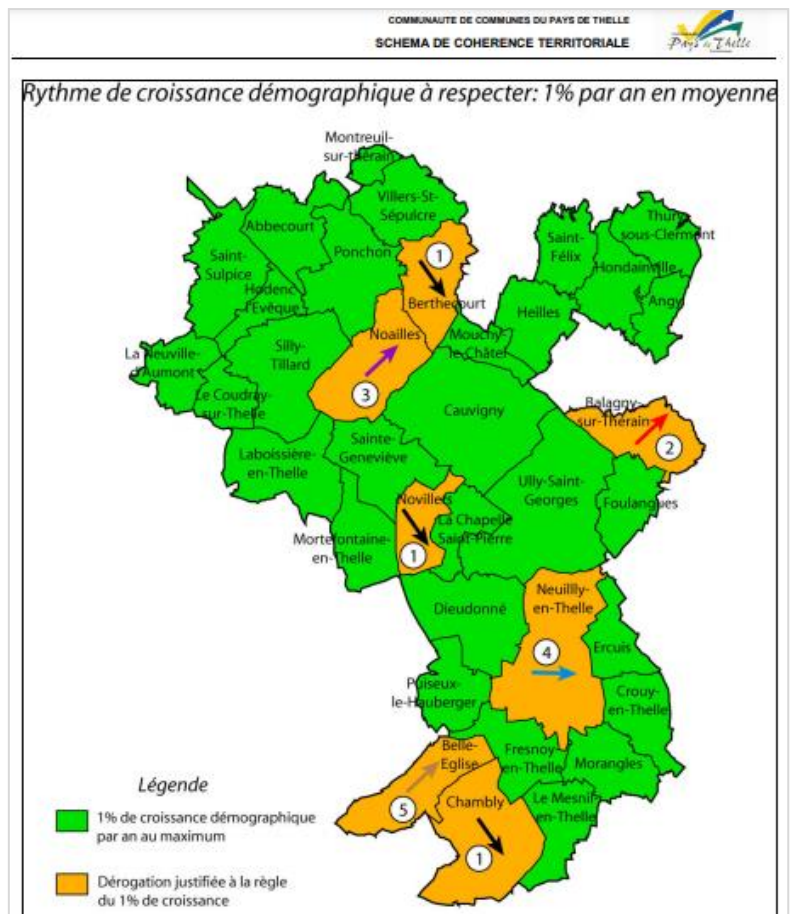 COMMUNAUTE DE COMMUNES DU PAYS DE THELLE
SCHEMA DE COHERENCE TERRITORIALE
Pays de Thelle
Rythme de croissance démographique à respecter: 1% par an en moyenne
Montreuil-
sur-thérain
Villers-St-
Sépulcre
Abbecourt
Ponchon
Saint-
Sulpice
Hodenc-
l'Evêque
1
Berthecourt
Saint-
Félix
Thury-
sous-Clermont
Hondainville
Angy
Heilles
Mouchy-
le-Châtel
Noailles
3
Silly-
Tillard
La Neuville-
d'Aumont
Le Coudray-
sur-Thelle
Cauvigny
Balagny-
sur-Thérain
2
Sainte-
Geneviève
Laboissière-
en-Thelle
Ully-Saint-
Georges
Foulangues
Novillers
La Chapelle
Saint-Pierre
1
Mortefontaine-
en-Thelle
Dieudonné
Neuillly-
en-Thelle
4
Ercuis
Puiseux-
le-Hauberger
Crouy-
en-Thelle
Belle-
Eglise
5
Fresnoy-
en-Thelle
Morangles
Chambly
1
Le Mesnil-
en-Thelle
Légende
1% de croissance démographique
par an au maximum
Dérogation justifiée à la règle
du 1% de croissance